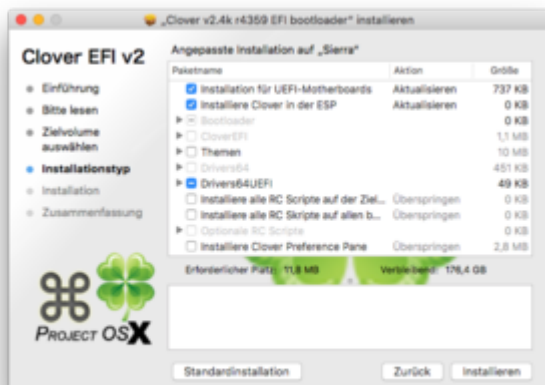 „Clover v2.4k r4359 EFI bootloader“ installieren
Clover EFI v2
Einführung
Bitte lesen
Zielvolume
auswählen
Installationstyp
Installation
Zusammenfassung
PROJECT OSX
Angepasste Installation auf „Sierra“
Paketname Aktion Größe
Installation für UEFI-Motherboards Aktualisieren 737 KB
Installiere Clover in der ESP Aktualisieren 0 KB
Bootloader 0 KB
CloverEFI 1,1 MB
Themen 10 MB
Drivers64 451 KB
Drivers64UEFI 49 KB
Installiere alle RC Scripte auf der Ziel... Überspringen 0 KB
Installiere alle RC Skripte auf allen b... Überspringen 0 KB
Optionale RC Scripte 0 KB
Installiere Clover Preference Pane Überspringen 2,8 MB
Erforderlicher Platz: 11,8 MB Verbleibend: 176,4 GB
Standardinstallation Zurück Installieren